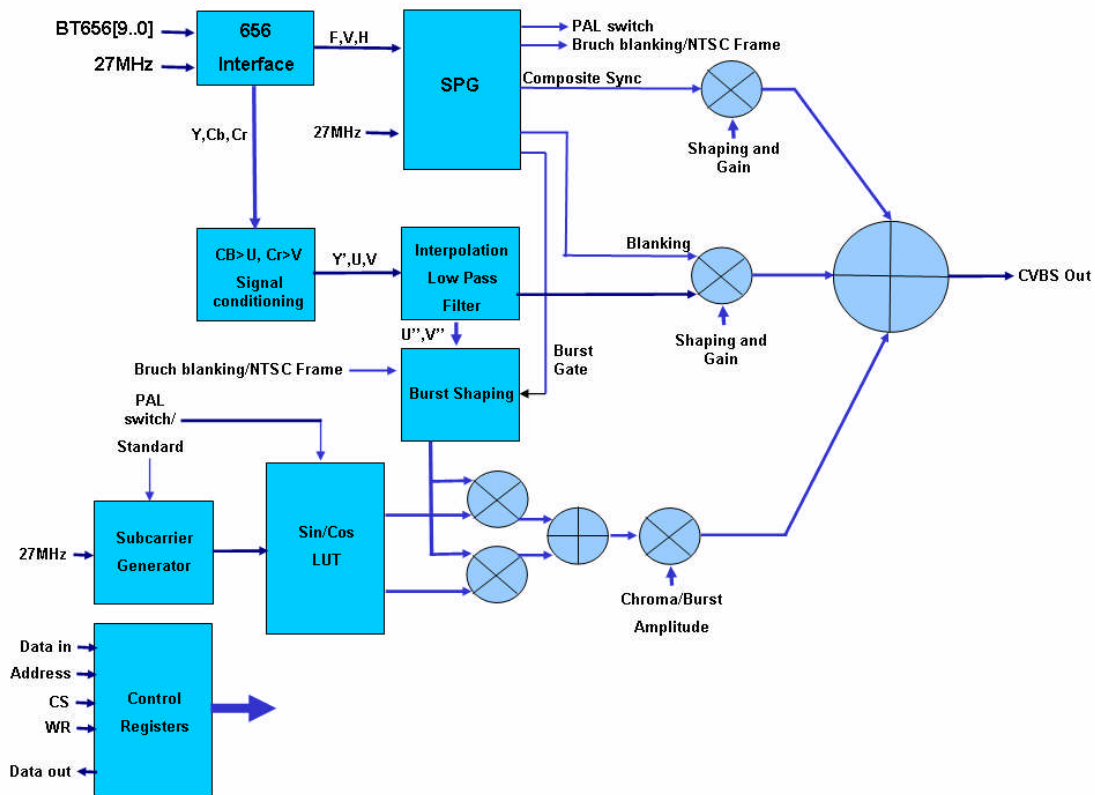 BT656[9..0]
27MHz
656
Interface
F,V,H
Y,Cb,Cr
SPG
27MHz
PAL switch
Bruch blanking/NTSC Frame
Composite Sync
Shaping and
Gain
CB>U, Cr>V
Signal
conditioning
Y',U,V
Interpolation
Low Pass
Filter
Blanking
CVBS Out
Shaping and
Gain
U'',V''
Burst
Gate
Bruch blanking/NTSC Frame
Burst Shaping
PAL
switch/
Standard
27MHz
Subcarrier
Generator
Sin/Cos
LUT
Chroma/Burst
Amplitude
Data in
Address
CS
WR
Data out
Control
Registers